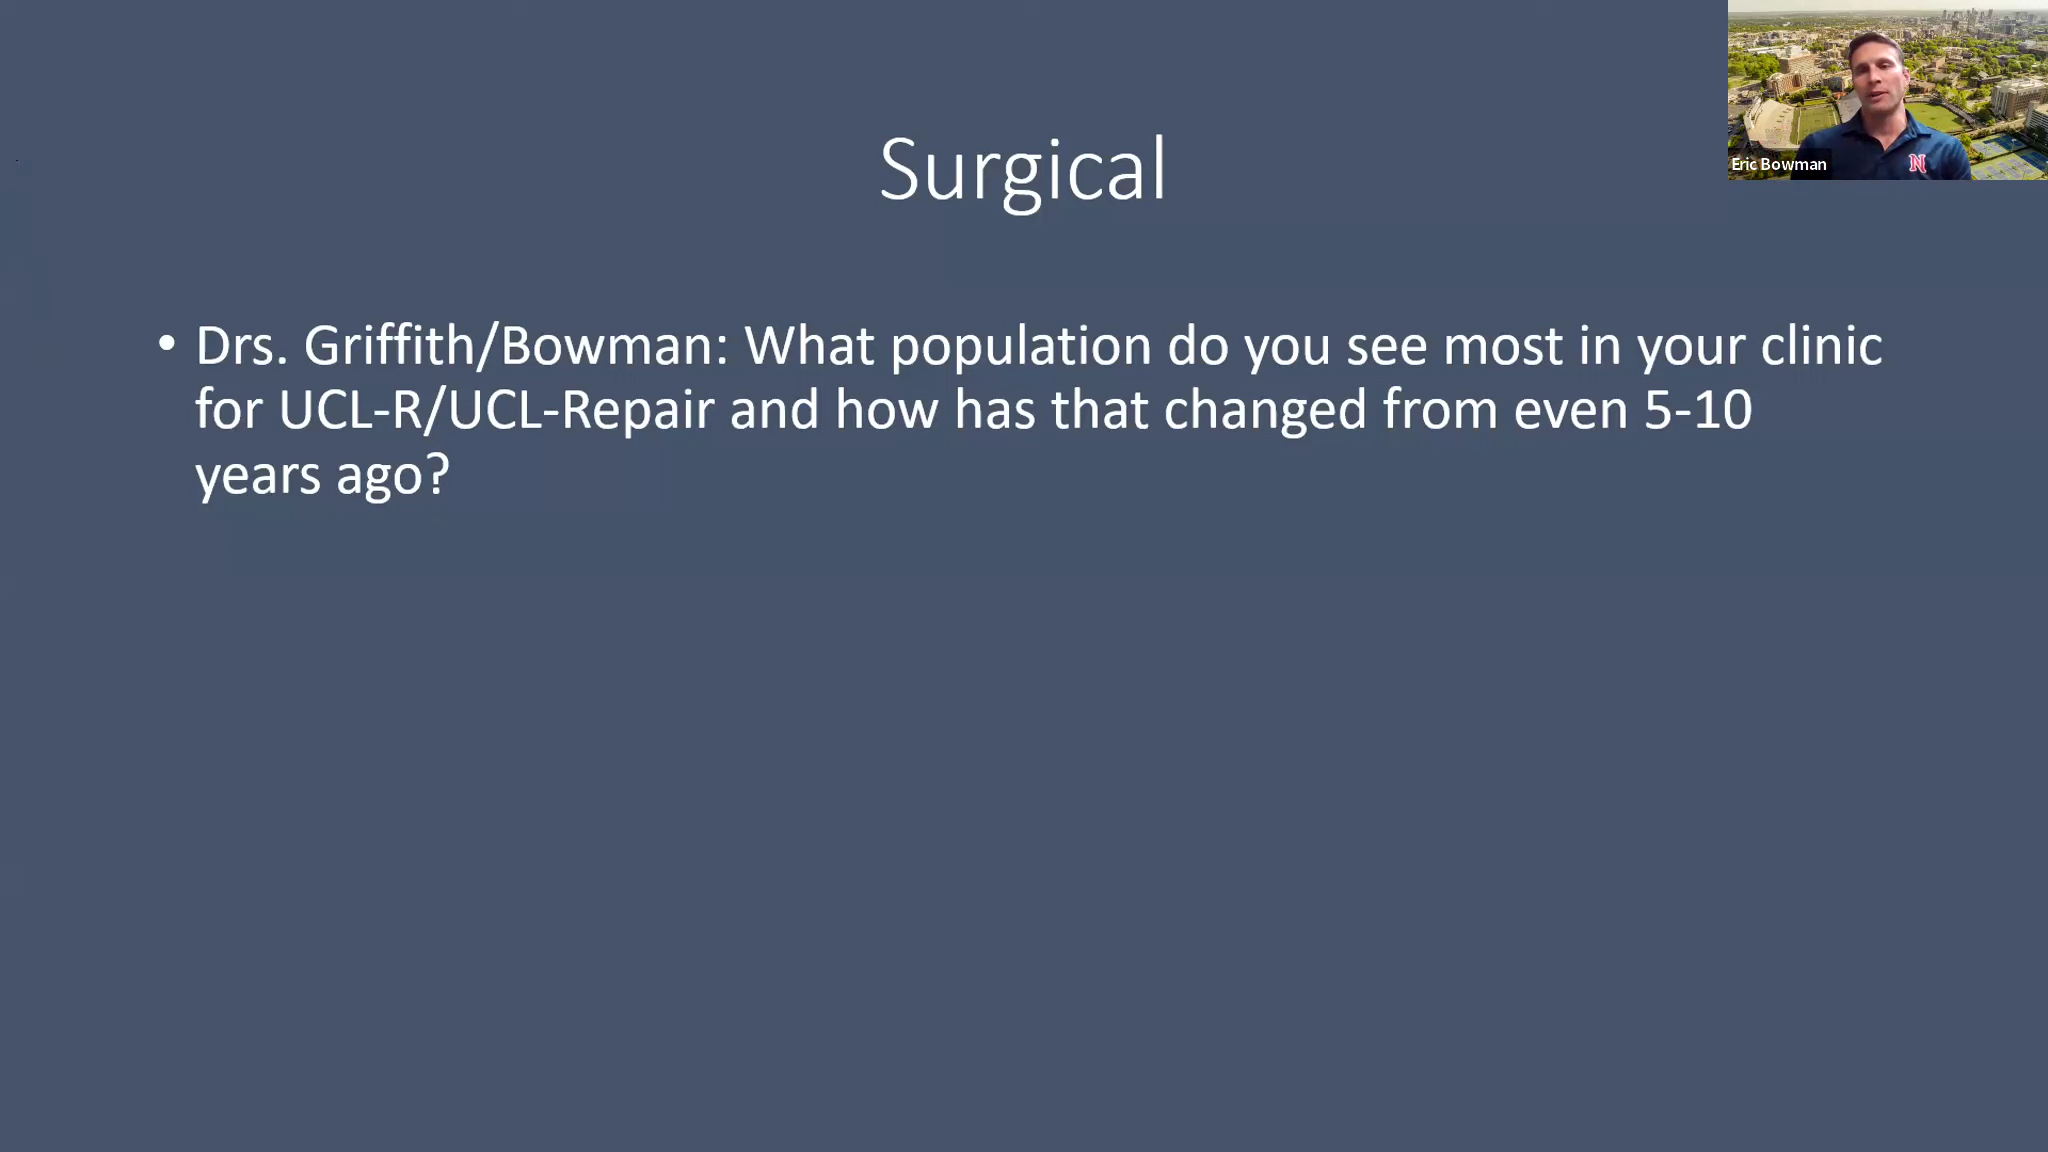 Surgical
• Drs. Griffith/Bowman: What population do you see most in your clinic
for UCL-R/UCL-Repair and how has that changed from even 5-10
years ago?
Eric Bowman
N